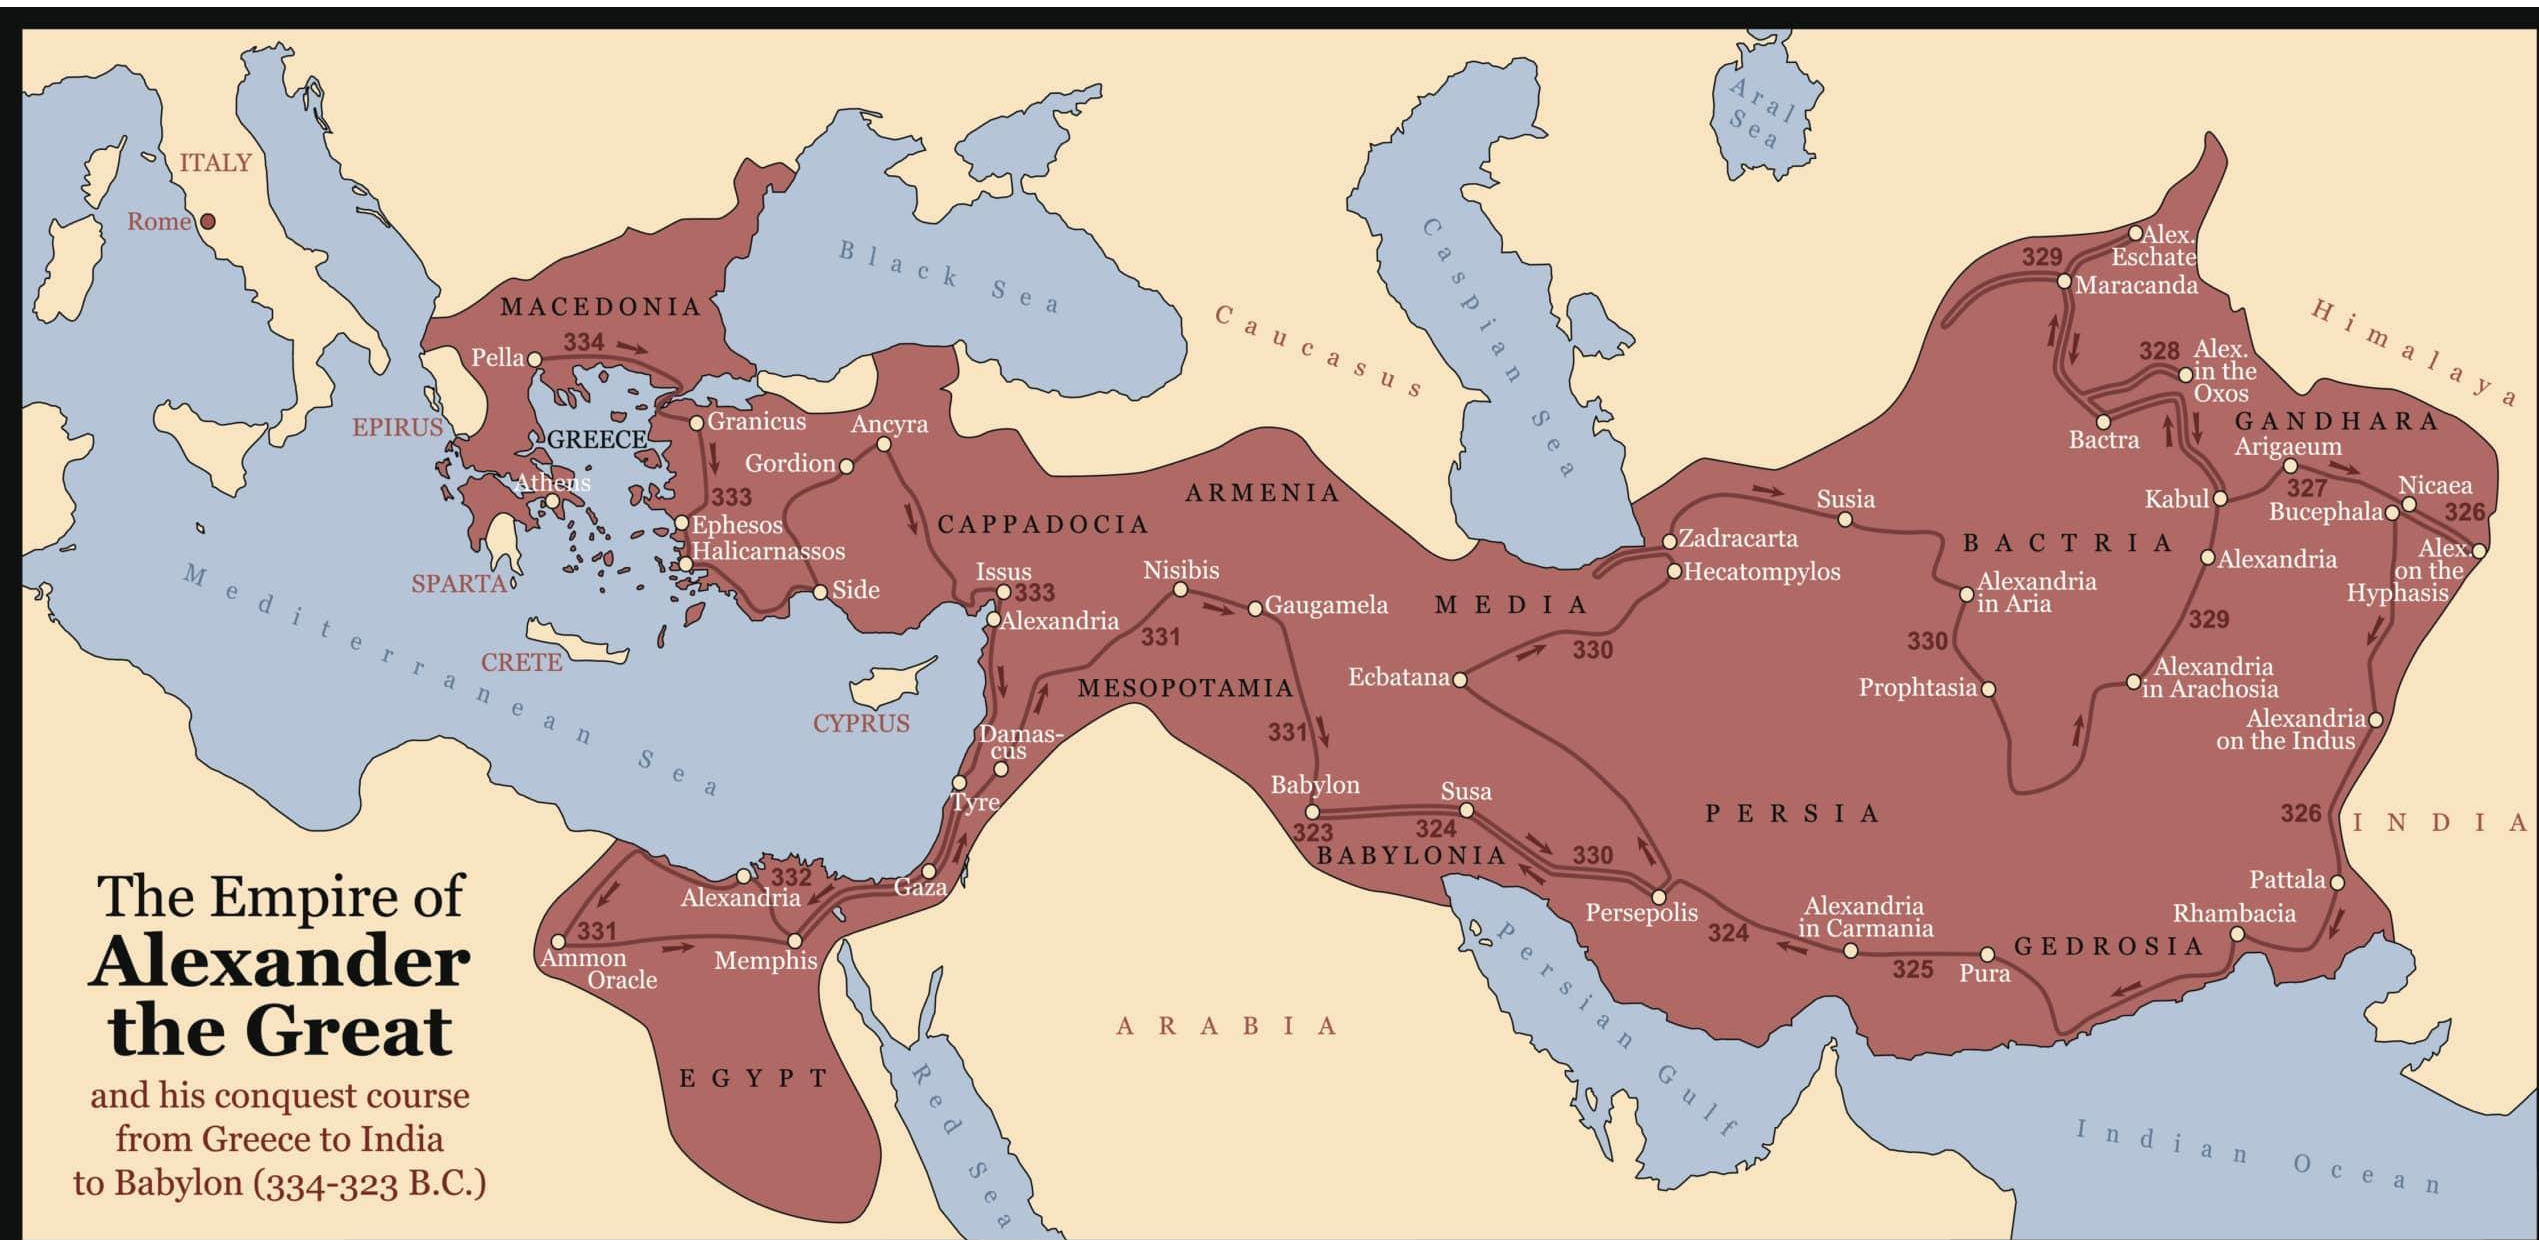 The Empire of
Alexander
the Great
and his conquest course
from Greece to India
to Babylon (334-323 B.C.)
ITALY
Rome
Black Sea
Caspian Sea
Aral
Sea
Caucasus
Himalaya
MACEDONIA
334
Pella
EPIRUS
GREECE
Athens
SPARTA
CRETE
CYPRUS
Mediterranean Sea
Granicus
333
Ephesos
Halicarnassos
Side
Gordion
Ancyra
CAPPADOCIA
ARMENIA
Issus
333
Alexandria
Nisibis
Gaugamela
331
MESOPOTAMIA
Damas-
cus
Tyre
Gaza
332
Alexandria
331
Ammon
Oracle
Memphis
EGYPT
Red Sea
ARABIA
331
Babylon
323
Susa
324
BABYLONIA
330
Persepolis
Persian Gulf
MEDIA
Ecbatana
330
Zadracarta
Hecatompylos
Susia
BACTRIA
Alexandria
in Aria
330
Prophtasia
PERSIA
Alexandria
in Arachosia
329
Alexandria
Kabul
Bactra
328
Alex.
in the
Oxos
329
Maracanda
Alex.
Eschate
GANDHARA
Arigaeum
327
Nicaea
Bucephala
326
Alex.
on the
Hyphasis
Alexandria
on the Indus
326
INDIA
Pattala
Rhambacia
GEDROSIA
Pura
325
Alexandria
in Carmania
324
Indian Ocean